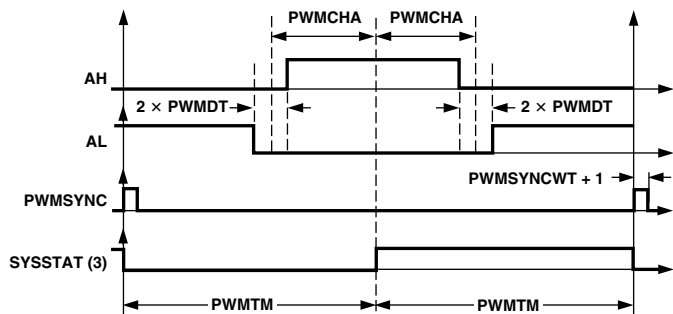 PWMCHA PWMCHA
AH
2 × PWMDT 2 × PWMDT
AL
PWMSYNCWT + 1
PWMSYNC
SYSSTAT (3)
PWMTM PWMTM